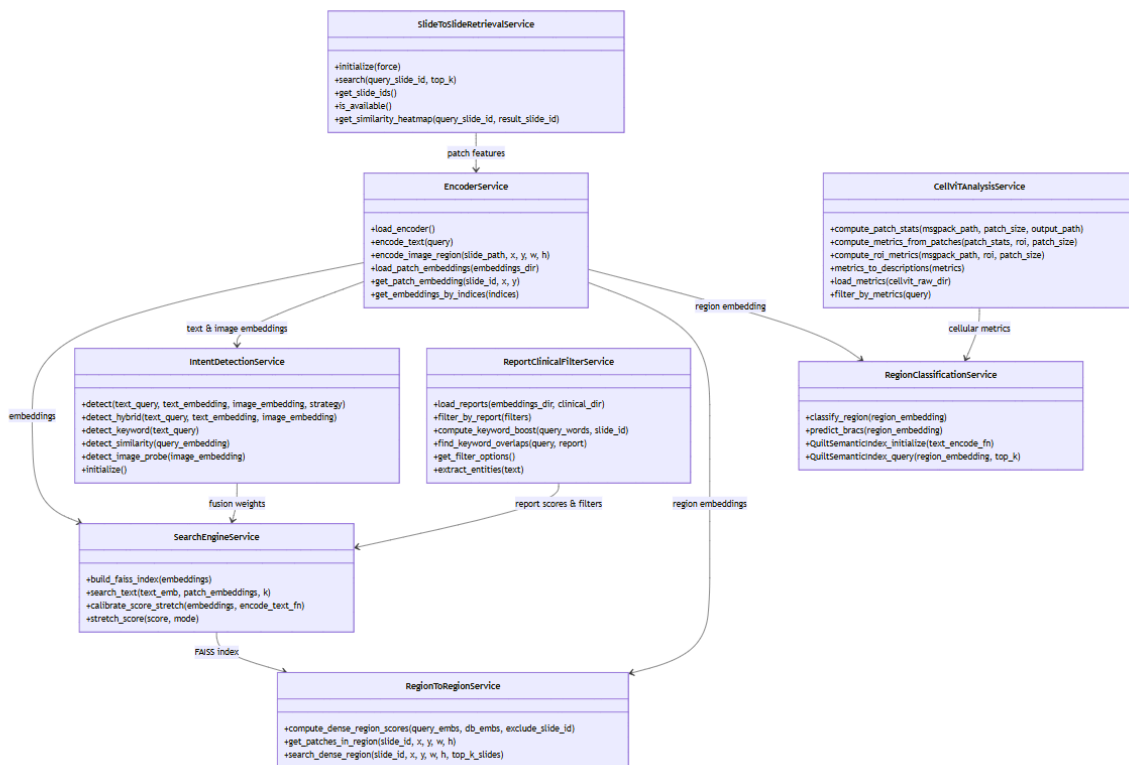 SlideToSlideRetrievalService
+initialize(force)
+search(query_slide_id, top_k)
+get_slide_ids()
+is_available()
+get_similarity_heatmap(query_slide_id, result_slide_id)
patch features
EncoderService
+load_encoder()
+encode_text(query)
+encode_image_region(slide_path, x, y, w, h)
+load_patch_embeddings(embeddings_dir)
+get_patch_embedding(slide_id, x, y)
+get_embeddings_by_indices(indices)
CellViTAnalysisService
+compute_patch_stats(msgpack_path, patch_size, output_path)
+compute_metrics_from_patches(patch_stats, roi, patch_size)
+compute_roi_metrics(msgpack_path, roi, patch_size)
+metrics_to_descriptions(metrics)
+load_metrics(cellvit_raw_dir)
+filter_by_metrics(query)
region embedding
text & image embeddings
cellular metrics
IntentDetectionService
+detect(text_query, text_embedding, image_embedding, strategy)
+detect_hybrid(text_query, text_embedding, image_embedding)
+detect_keyword(text_query)
+detect_similarity(query_embedding)
+detect_image_probe(image_embedding)
+initialize()
ReportClinicalFilterService
+load_reports(embeddings_dir, clinical_dir)
+filter_by_report(filters)
+compute_keyword_boost(query_words, slide_id)
+find_keyword_overlaps(query, report)
+get_filter_options()
+extract_entities(text)
RegionClassificationService
+classify_region(region_embedding)
+predict_bracs(region_embedding)
+QuiltSemanticIndex_initialize(text_encode_fn)
+QuiltSemanticIndex_query(region_embedding, top_k)
embeddings
fusion weights
report scores & filters
region embeddings
SearchEngineService
+build_faiss_index(embeddings)
+search_text(text_emb, patch_embeddings, k)
+calibrate_score_stretch(embeddings, encode_text_fn)
+stretch_score(score, mode)
FAISS index
RegionToRegionService
+compute_dense_region_scores(query_embs, db_embs, exclude_slide_id)
+get_patches_in_region(slide_id, x, y, w, h)
+search_dense_region(slide_id, x, y, w, h, top_k_slides)